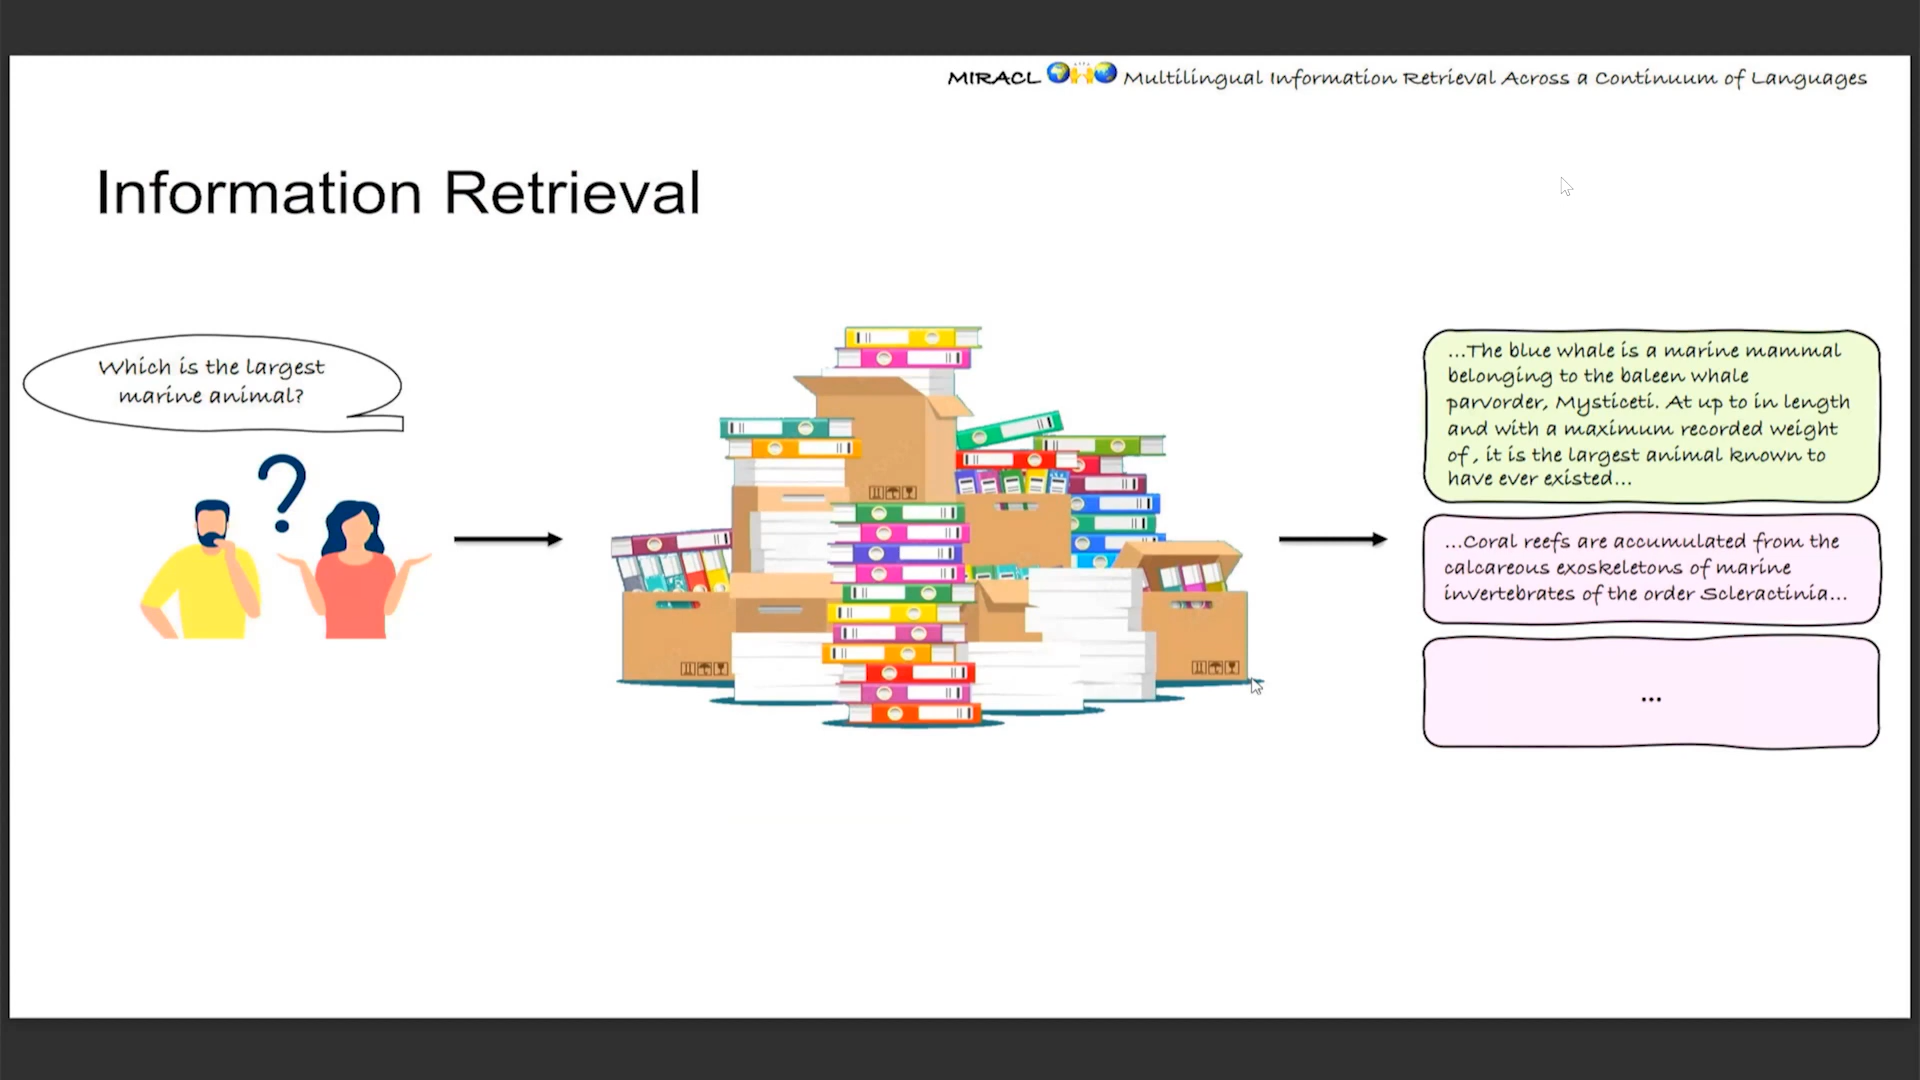 MIRACL Multilingual Information Retrieval Across a Continuum of Languages
Information Retrieval
Which is the largest
marine animal?
...The blue whale is a marine mammal
belonging to the baleen whale
parvorder, Mysticeti. At up to in length
and with a maximum recorded weight
of , it is the largest animal known to
have ever existed...
...Coral reefs are accumulated from the
calcareous exoskeletons of marine
invertebrates of the order Scleractinia...
...